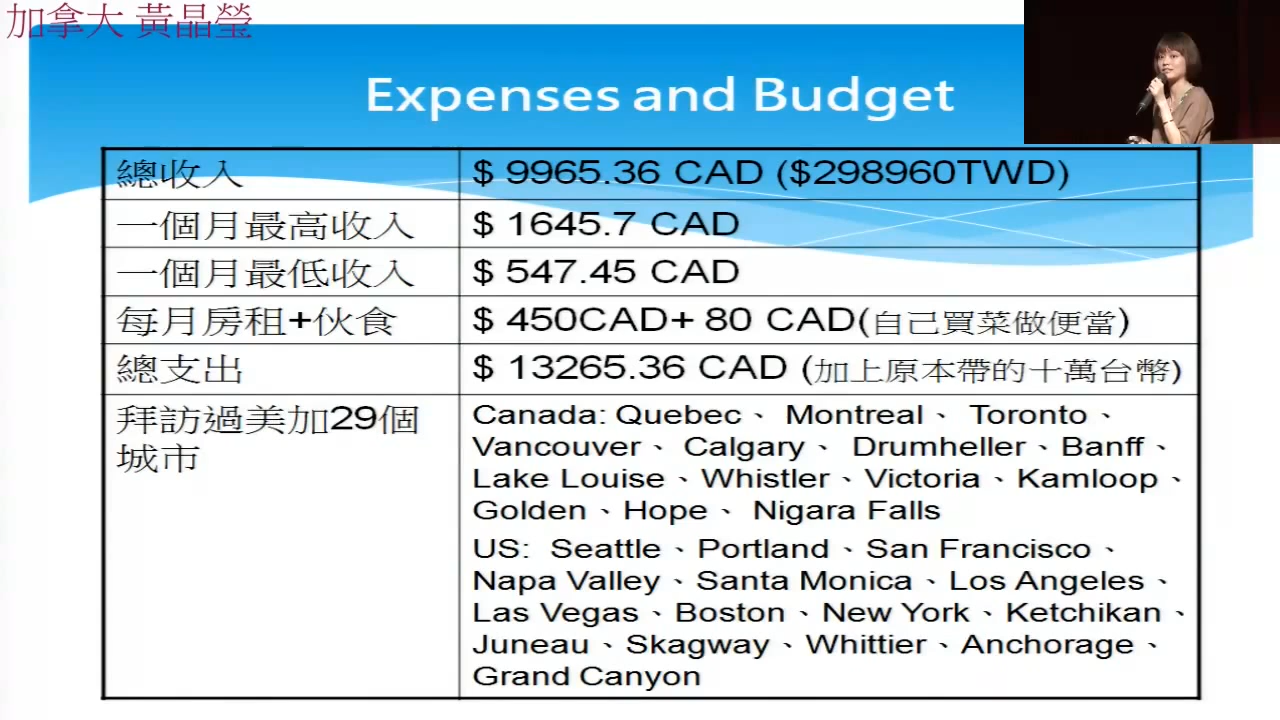 加拿大 黃晶瑩
Expenses and Budget
總收入
$ 9965.36 CAD ($298960TWD)
一個月最高收入
$ 1645.7 CAD
一個月最低收入
$ 547.45 CAD
每月房租+伙食
$ 450CAD+ 80 CAD(自己買菜做便當)
總支出
$ 13265.36 CAD (加上原本帶的十萬台幣)
拜訪過美加29個
城市
Canada: Quebec、 Montreal、 Toronto、
Vancouver、 Calgary、 Drumheller、Banff、
Lake Louise、Whistler、Victoria、Kamloop、
Golden、Hope、 Nigara Falls
US: Seattle、Portland、San Francisco、
Napa Valley、Santa Monica、Los Angeles、
Las Vegas、Boston、New York、Ketchikan、
Juneau、Skagway、Whittier、Anchorage、
Grand Canyon